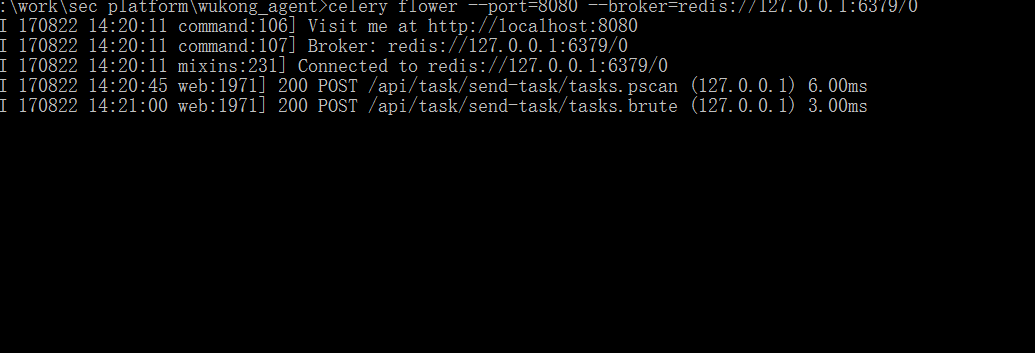 :\work\sec platform\wukong_agent>celery flower --port=8080 --broker=redis://127.0.0.1:6379/0
I 170822 14:20:11 command:106] Visit me at http://localhost:8080
I 170822 14:20:11 command:107] Broker: redis://127.0.0.1:6379/0
I 170822 14:20:11 mixins:231] Connected to redis://127.0.0.1:6379/0
I 170822 14:20:45 web:1971] 200 POST /api/task/send-task/tasks.pscan (127.0.0.1) 6.00ms
I 170822 14:21:00 web:1971] 200 POST /api/task/send-task/tasks.brute (127.0.0.1) 3.00ms